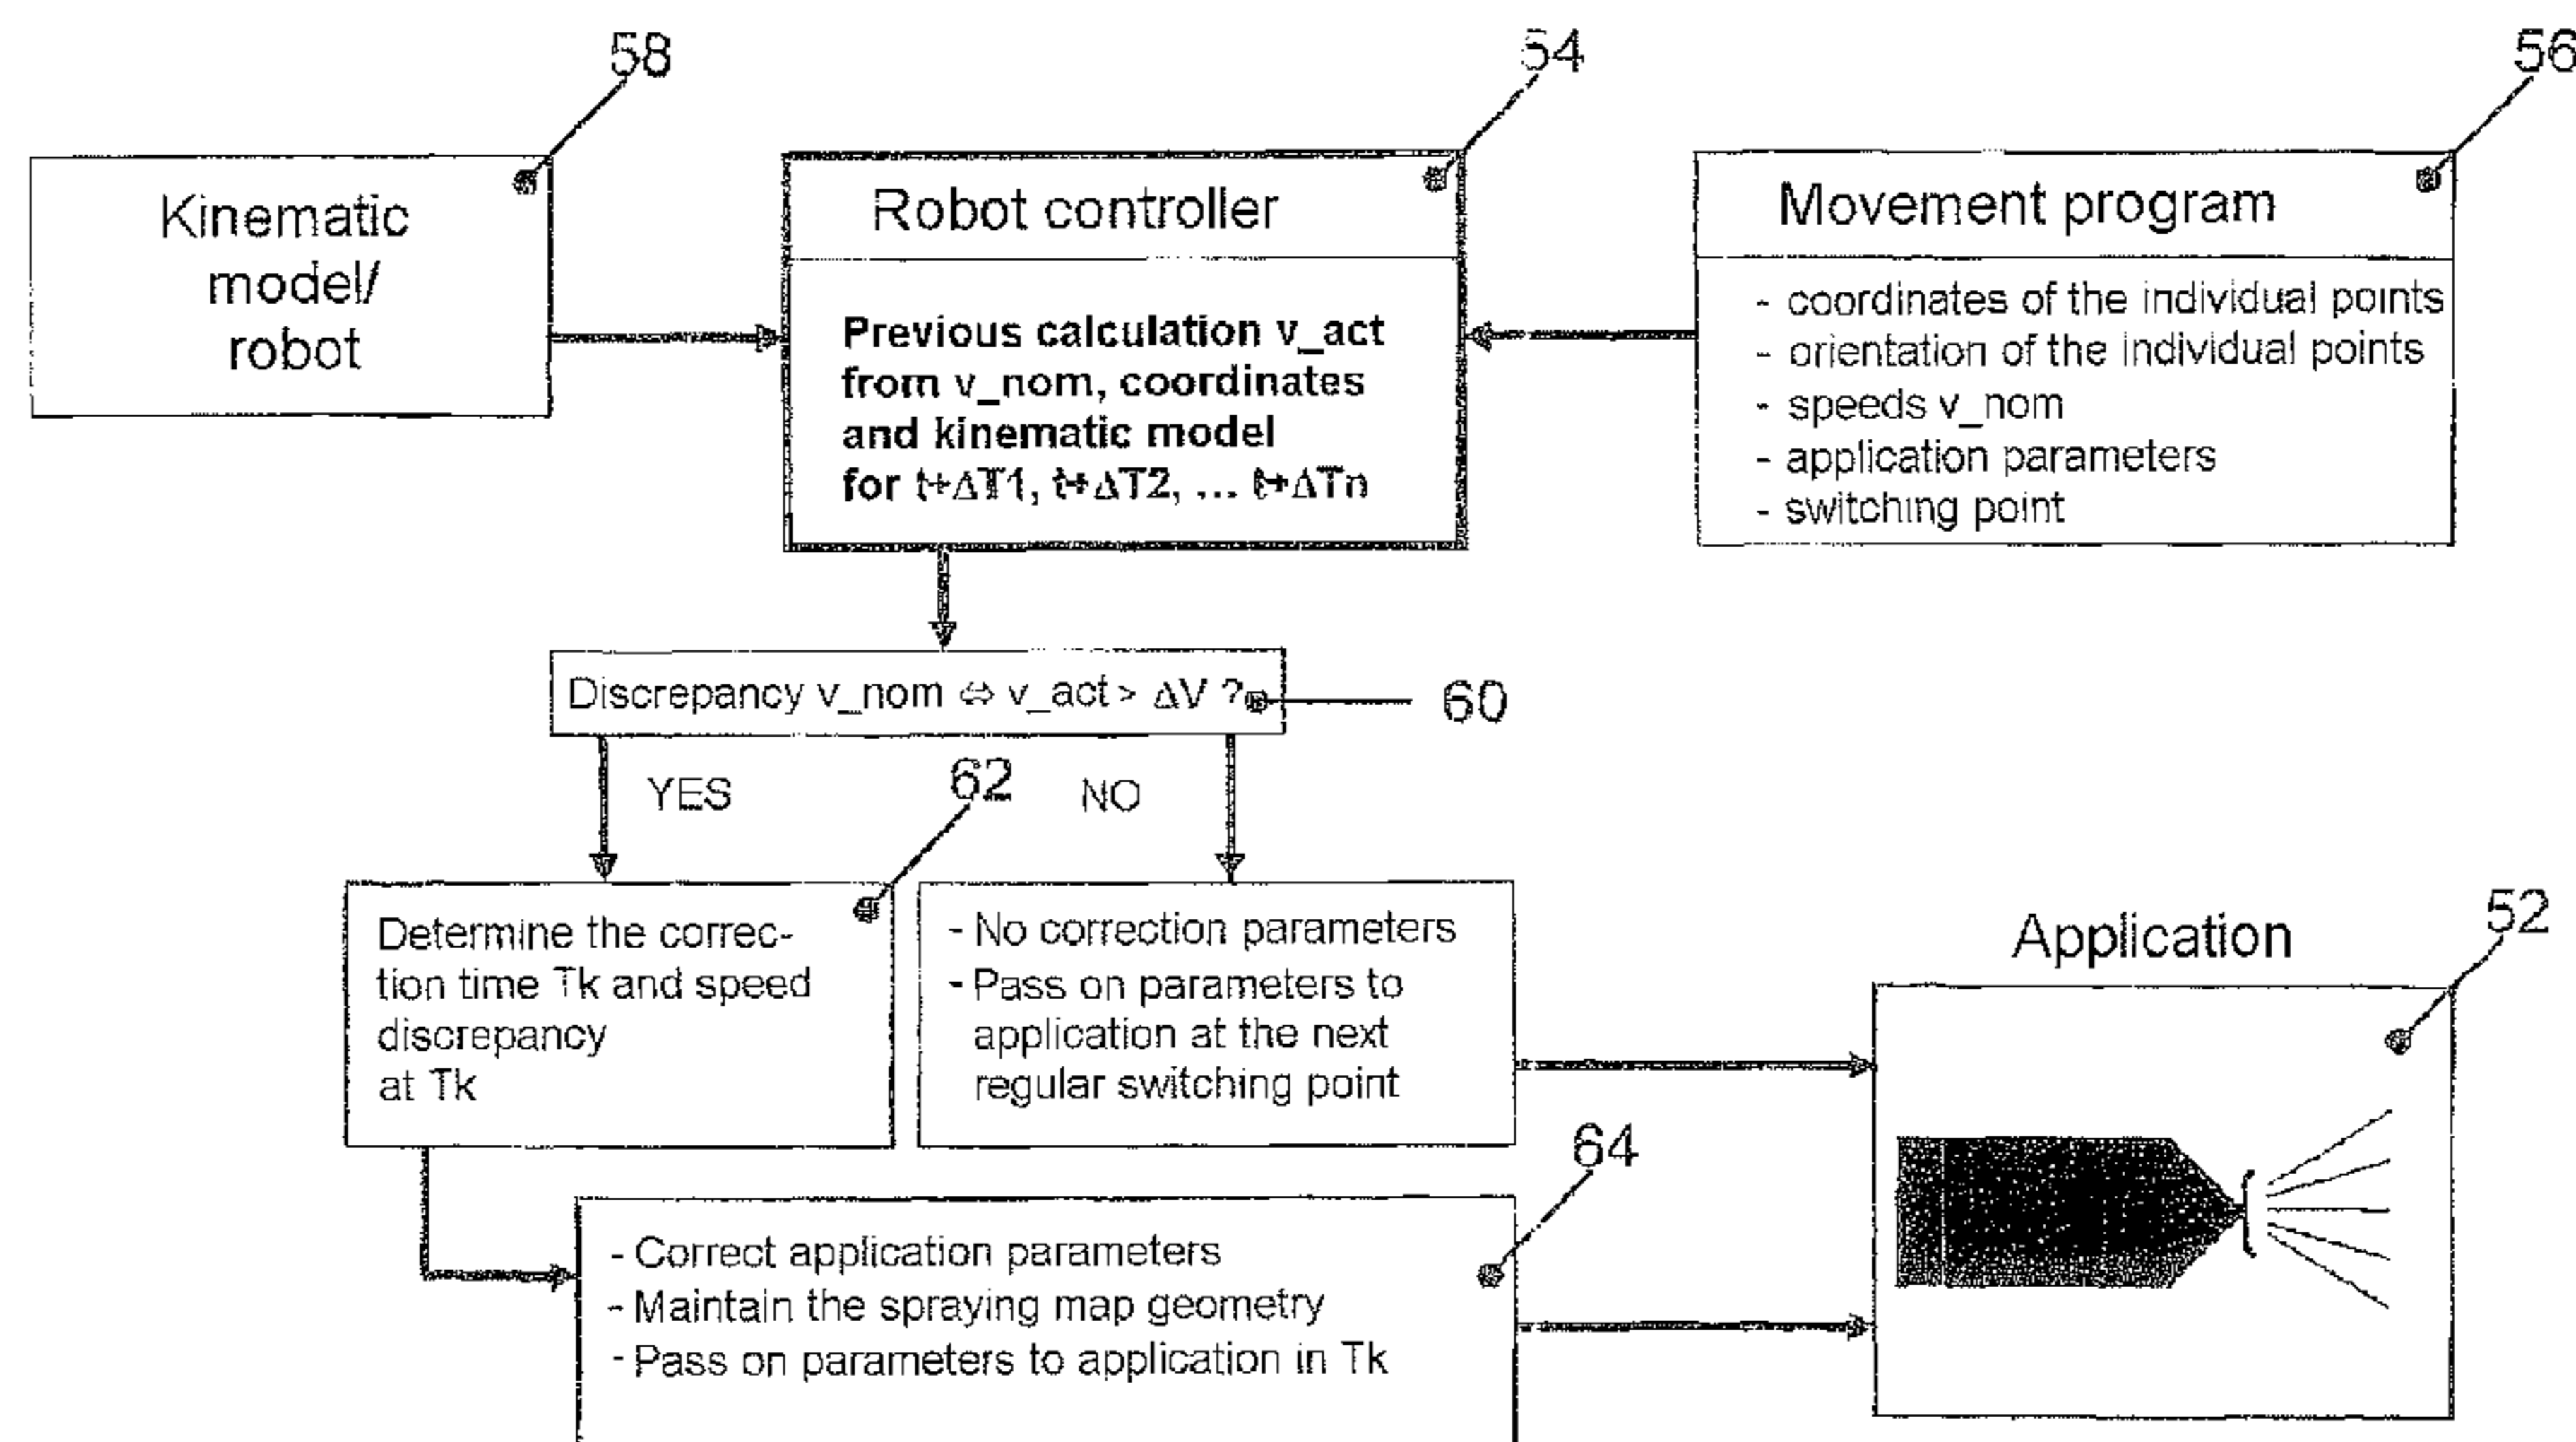 58
54
56
Kinematic
model/
robot
Robot controller
Previous calculation v_act
from v_nom, coordinates
and kinematic model
for t+ΔT1, t+ΔT2, ... t+ΔTn
Movement program
- coordinates of the individual points
- orientation of the individual points
- speeds v_nom
- application parameters
- switching point
Discrepancy v_nom ⇔ v_act > ΔV ?
60
YES
62
NO
Determine the correc-
tion time Tk and speed
discrepancy
at Tk
- No correction parameters
- Pass on parameters to
application at the next
regular switching point
Application
52
64
- Correct application parameters
- Maintain the spraying map geometry
- Pass on parameters to application in Tk